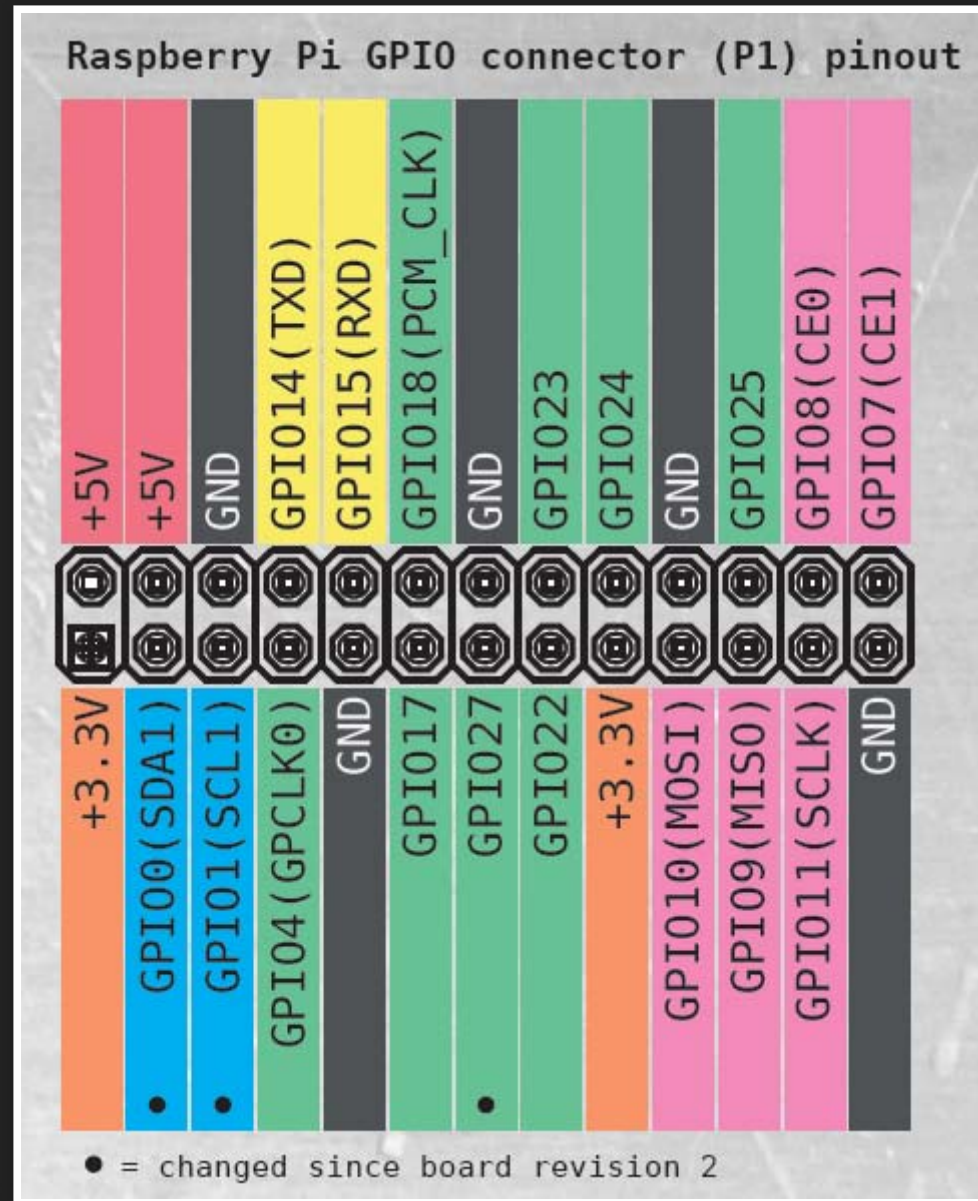 Raspberry Pi GPIO connector (P1) pinout
+5V
+5V
GND
GPIO14(TXD)
GPIO15(RXD)
GPIO18(PCM_CLK)
GND
GPIO23
GPIO24
GND
GPIO25
GPIO8(CE0)
GPIO7(CE1)
+3.3V
GPIO0(SDA1)
GPIO1(SCL1)
GPIO4(GPCLK0)
GND
GPIO17
GPIO27
GPIO22
+3.3V
GPIO10(MOSI)
GPIO9(MISO)
GPIO11(SCLK)
GND
● = changed since board revision 2